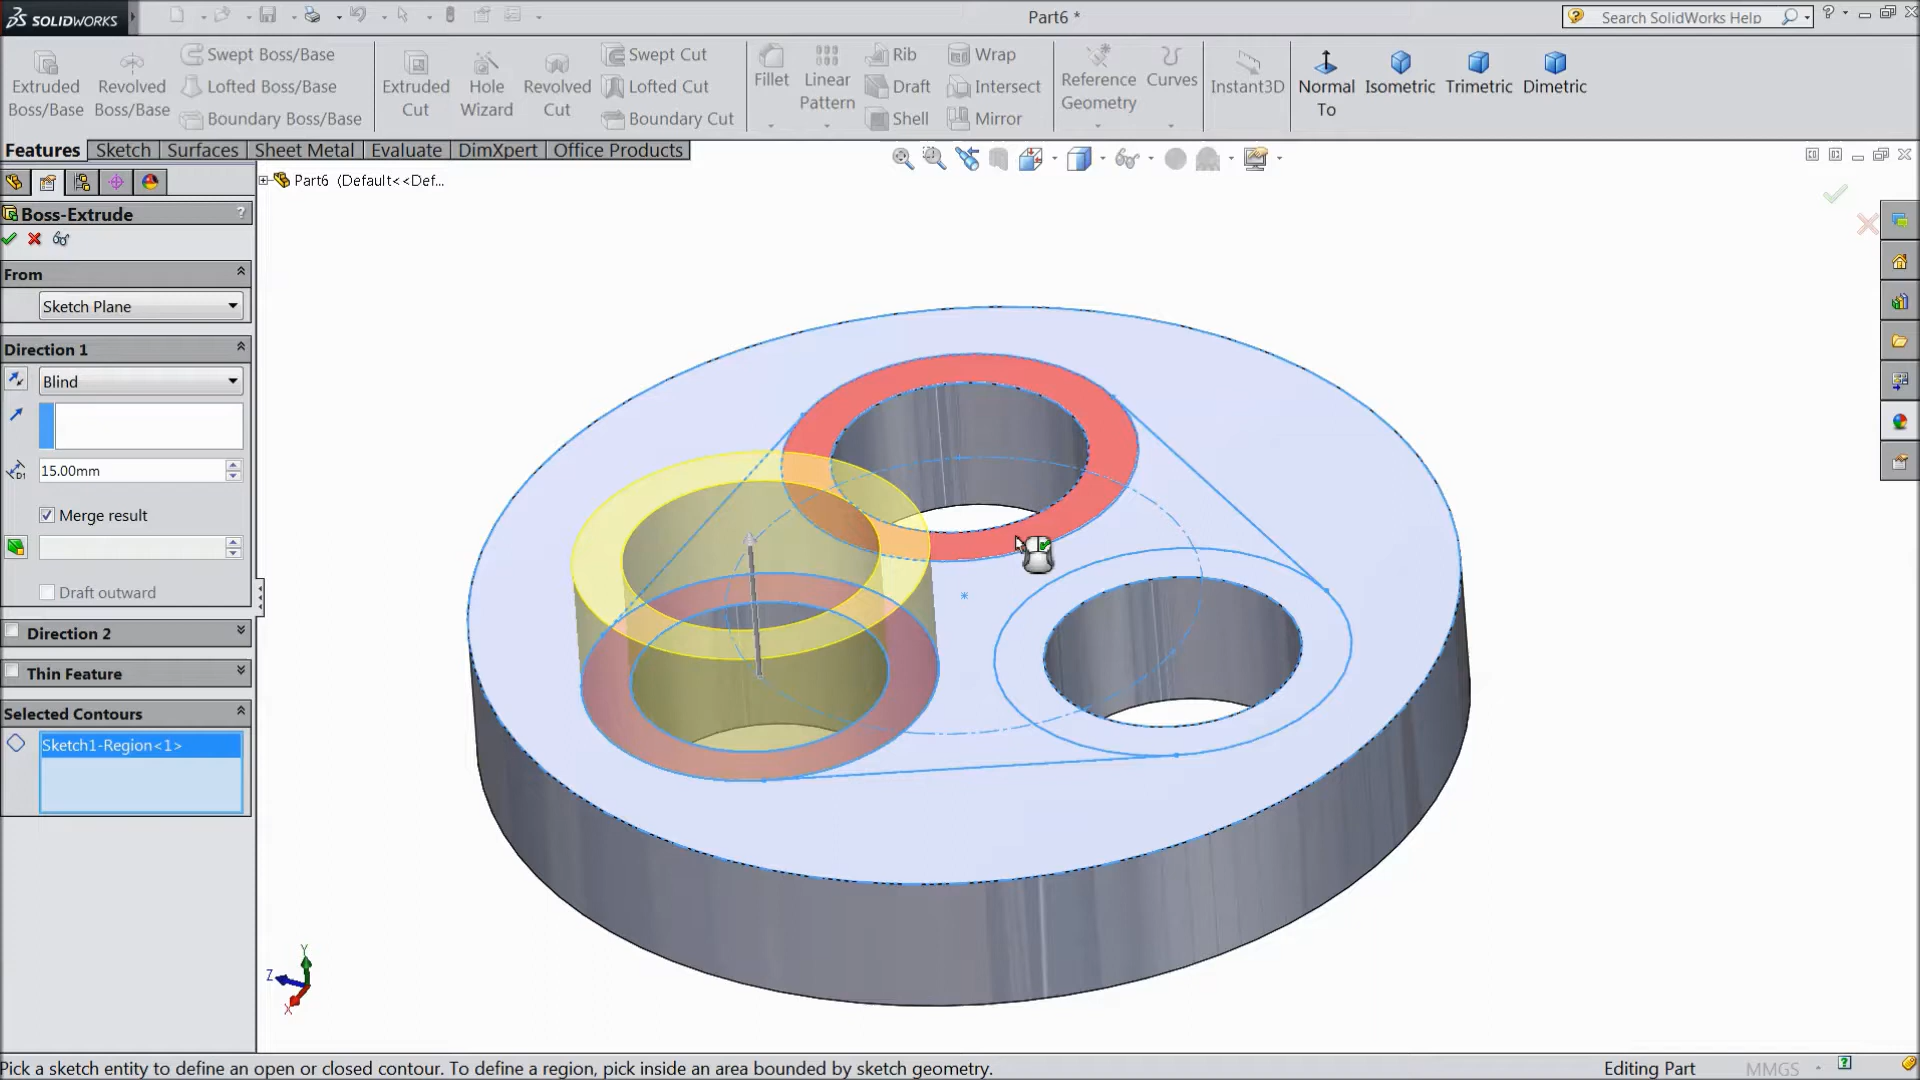 SOLIDWORKS
Part6 *
Search SolidWorks Help
Extruded Boss/Base
Revolved Boss/Base
Swept Boss/Base
Lofted Boss/Base
Boundary Boss/Base
Extruded Cut
Hole Wizard
Revolved Cut
Swept Cut
Lofted Cut
Boundary Cut
Fillet
Linear Pattern
Rib
Draft
Shell
Wrap
Intersect
Mirror
Reference Geometry
Curves
Instant3D
Normal To
Isometric
Trimetric
Dimetric
Features
Sketch
Surfaces
Sheet Metal
Evaluate
DimXpert
Office Products
Part6 (Default<<Def...
Boss-Extrude
?
From
Sketch Plane
Direction 1
Blind
D1
15.00mm
Merge result
Draft outward
Direction 2
Thin Feature
Selected Contours
Sketch1-Region<1>
Y
Z
X
Pick a sketch entity to define an open or closed contour. To define a region, pick inside an area bounded by sketch geometry.
Editing Part
MMGS